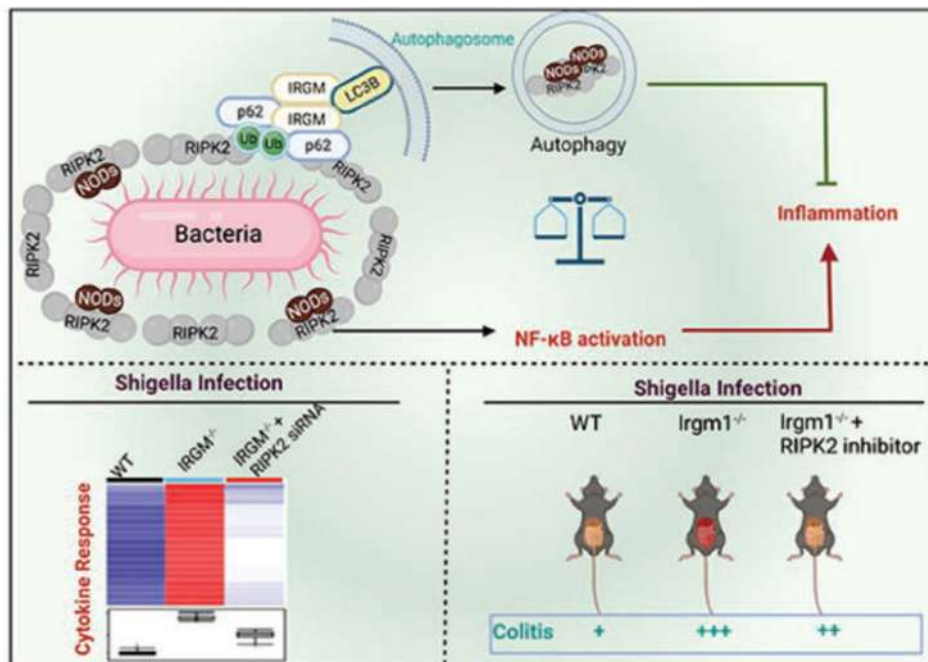 Autophagosome
IRGM
LC3B
p62
IRGM
Ub
Ub
p62
RIPK2
RIPK2
RIPK2
NODs
RIPK2
RIPK2
Bacteria
NODs
RIPK2
RIPK2
NODs
RIPK2
NODs
NODs
RIPK2
RIPK2
Autophagy
Inflammation
NF-κB activation
Shigella Infection
WT
IRGM-/-
IRGM-/-+
RIPK2 siRNA
Cytokine Response
Shigella Infection
WT
Irgm1-/-
Irgm1-/-+
RIPK2 inhibitor
Colitis + +++ ++